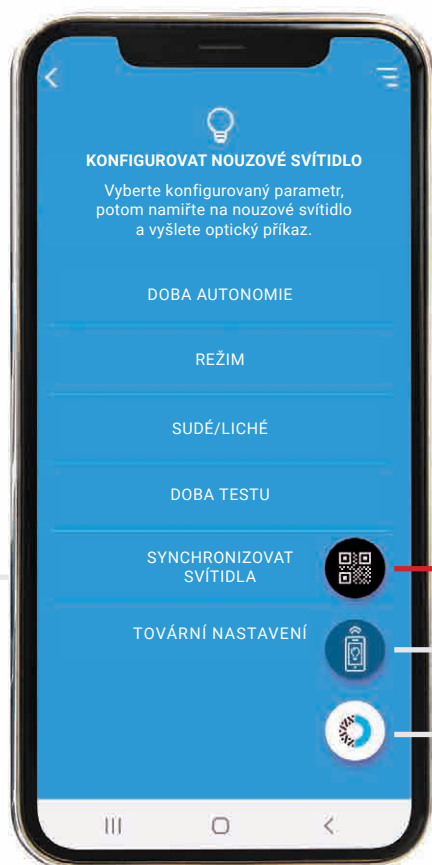 KONFIGUROVAT NOUZOVÉ SVÍTIDLO
Vyberte konfigurovaný parametr,
potom namiřte na nouzové svítidlo
a vyšlete optický příkaz.
DOBA AUTONOMIE
REŽIM
SUDÉ/LICHÉ
DOBA TESTU
SYNCHRONIZOVAT
SVÍTIDLA
TOVÁRNÍ NASTAVENÍ